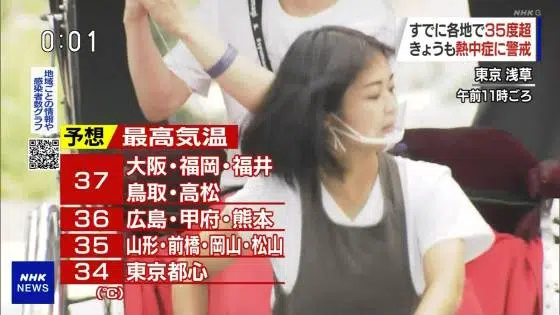 NHK G
0:01
すでに各地で35度超
きょうも熱中症に警戒
東京 浅草
午前11時ごろ
地域ごとの情報や
感染者数グラフ
予想 最高気温
37 大阪・福岡・福井
鳥取・高松
36 広島・甲府・熊本
35 山形・前橋・岡山・松山
34 東京都心
(℃)
NHK
NEWS